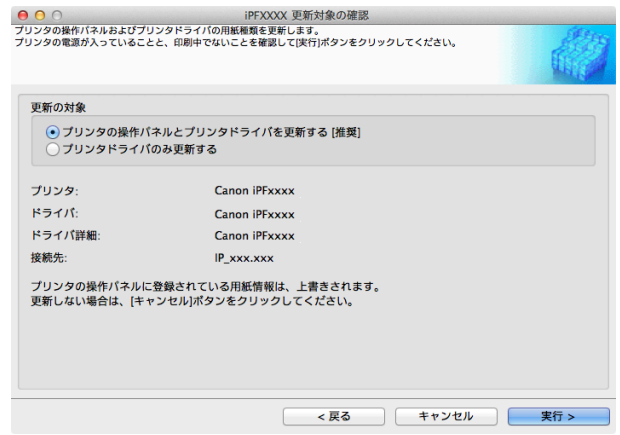 iPFXXXX 更新対象の確認
プリンタの操作パネルおよびプリンタドライバの用紙種類を更新します。
プリンタの電源が入っていることと、印刷中でないことを確認して[実行]ボタンをクリックしてください。
更新の対象
プリンタの操作パネルとプリンタドライバを更新する [推奨]
プリンタドライバのみ更新する
プリンタ: Canon iPFxxxx
ドライバ: Canon iPFxxxx
ドライバ詳細: Canon iPFxxxx
接続先: IP_xxx.xxx
プリンタの操作パネルに登録されている用紙情報は、上書きされます。
更新しない場合は、[キャンセル]ボタンをクリックしてください。
< 戻る キャンセル 実行 >